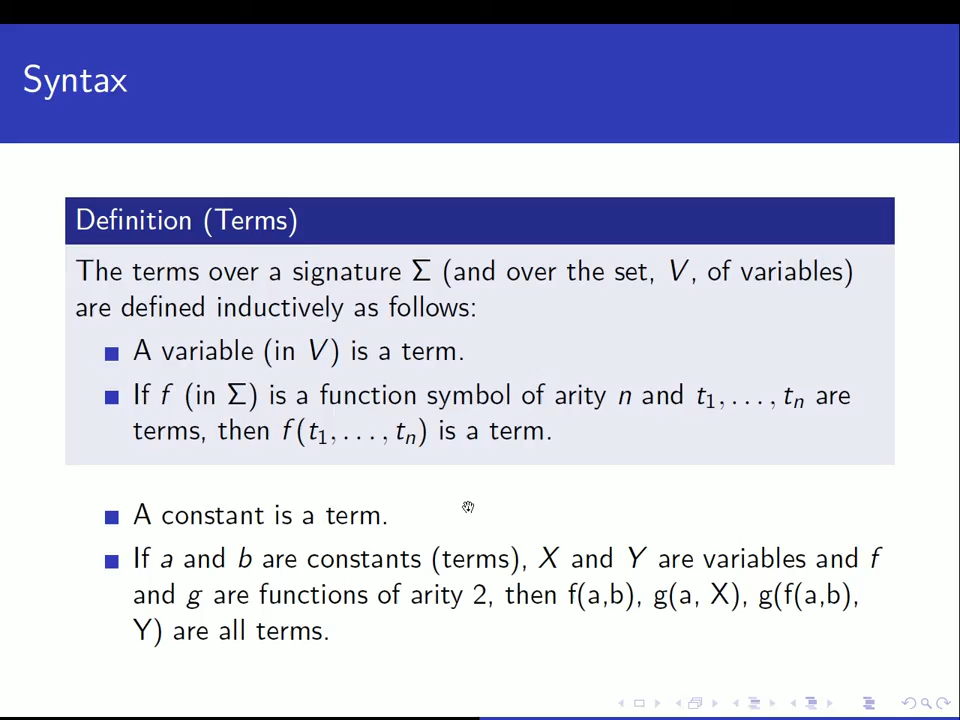 Syntax
Definition (Terms)
The terms over a signature Σ (and over the set, V, of variables)
are defined inductively as follows:
A variable (in V) is a term.
If f (in Σ) is a function symbol of arity n and t₁, . . . , tₙ are
terms, then f(t₁, . . . , tₙ) is a term.
A constant is a term.
If a and b are constants (terms), X and Y are variables and f
and g are functions of arity 2, then f(a,b), g(a, X), g(f(a,b),
Y) are all terms.